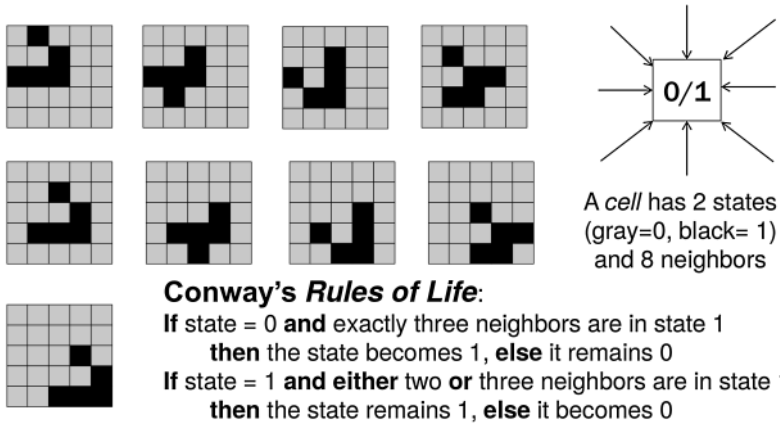 0/1
A cell has 2 states
(gray=0, black= 1)
and 8 neighbors
Conway's Rules of Life:
If state = 0 and exactly three neighbors are in state 1
then the state becomes 1, else it remains 0
If state = 1 and either two or three neighbors are in state
then the state remains 1, else it becomes 0